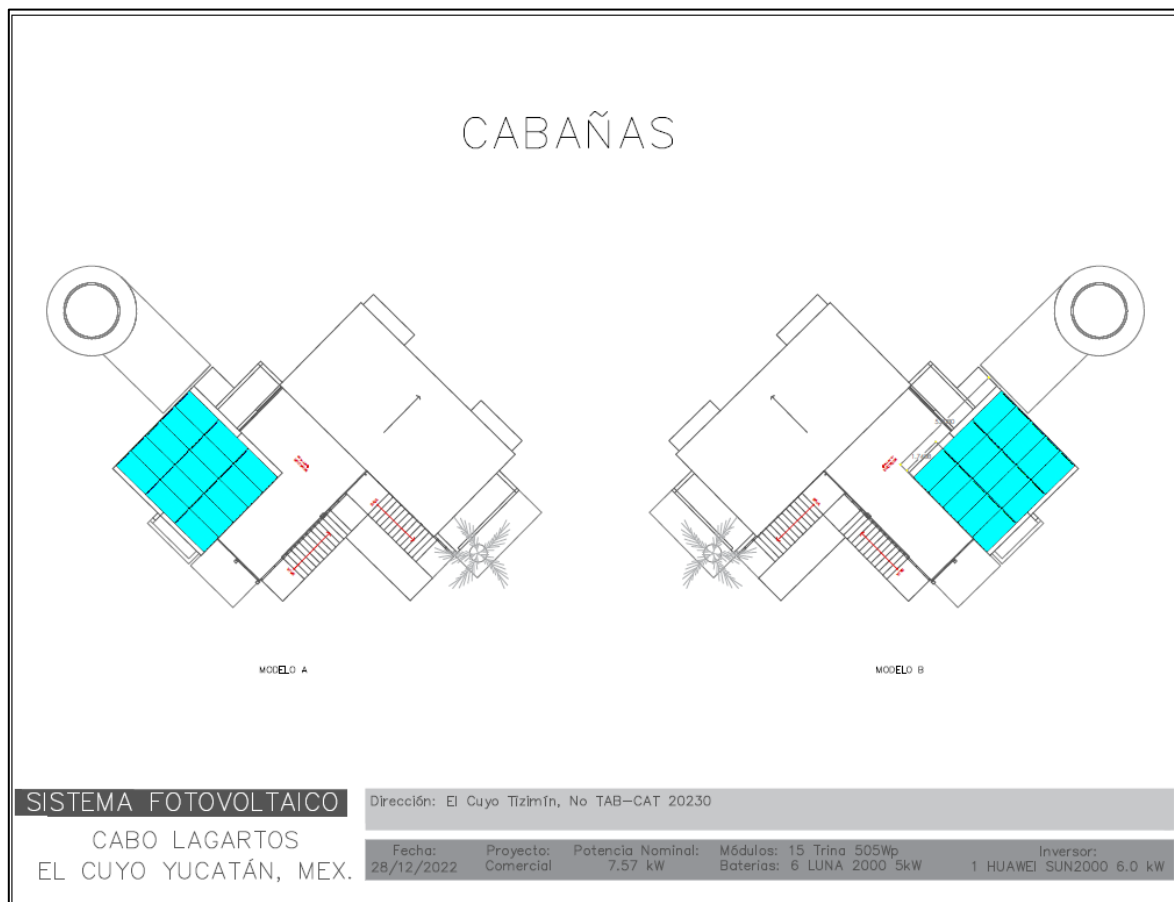 CABAÑAS
MODELO A
MODELO B
SISTEMA FOTOVOLTAICO
CABO LAGARTOS
EL CUYO YUCATÁN, MEX.
Dirección: El Cuyo Tizimín, No TAB-CAT 20230
Fecha:
28/12/2022
Proyecto:
Comercial
Potencia Nominal:
7.57 kW
Módulos: 15 Trina 505Wp
Baterías: 6 LUNA 2000 5kW
Inversor:
1 HUAWEI SUN2000 6.0 kW